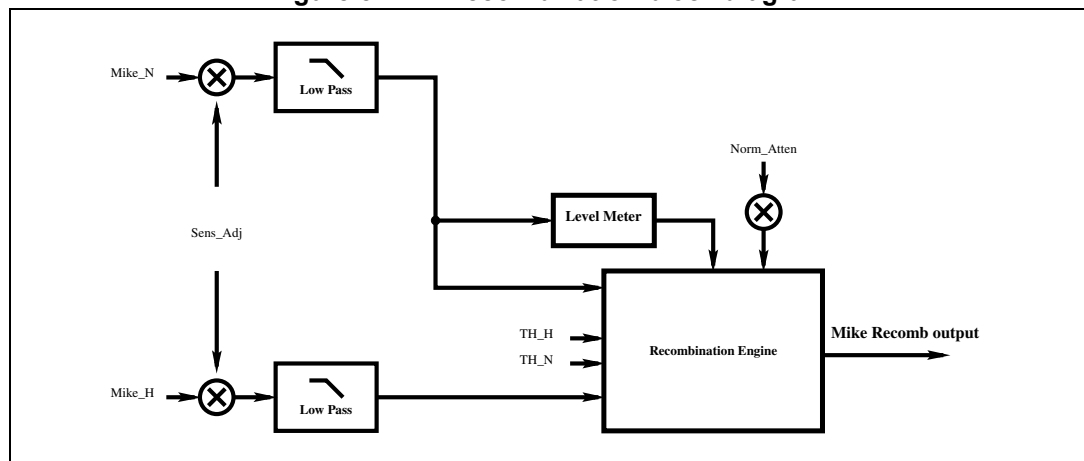 Mike_N
Low Pass
Norm_Atten
Level Meter
Sens_Adj
TH_H
TH_N
Recombination Engine
Mike Recomb output
Mike_H
Low Pass